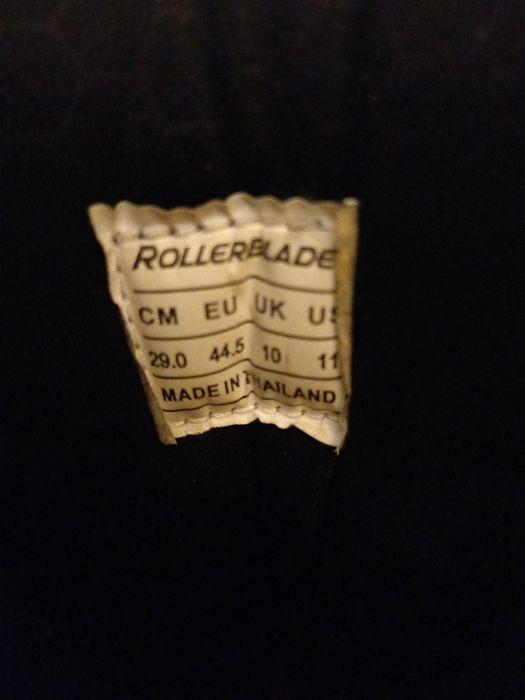 ROLLERBLADE
CM EU UK US
29.0 44.5 10 11
MADE IN THAILAND